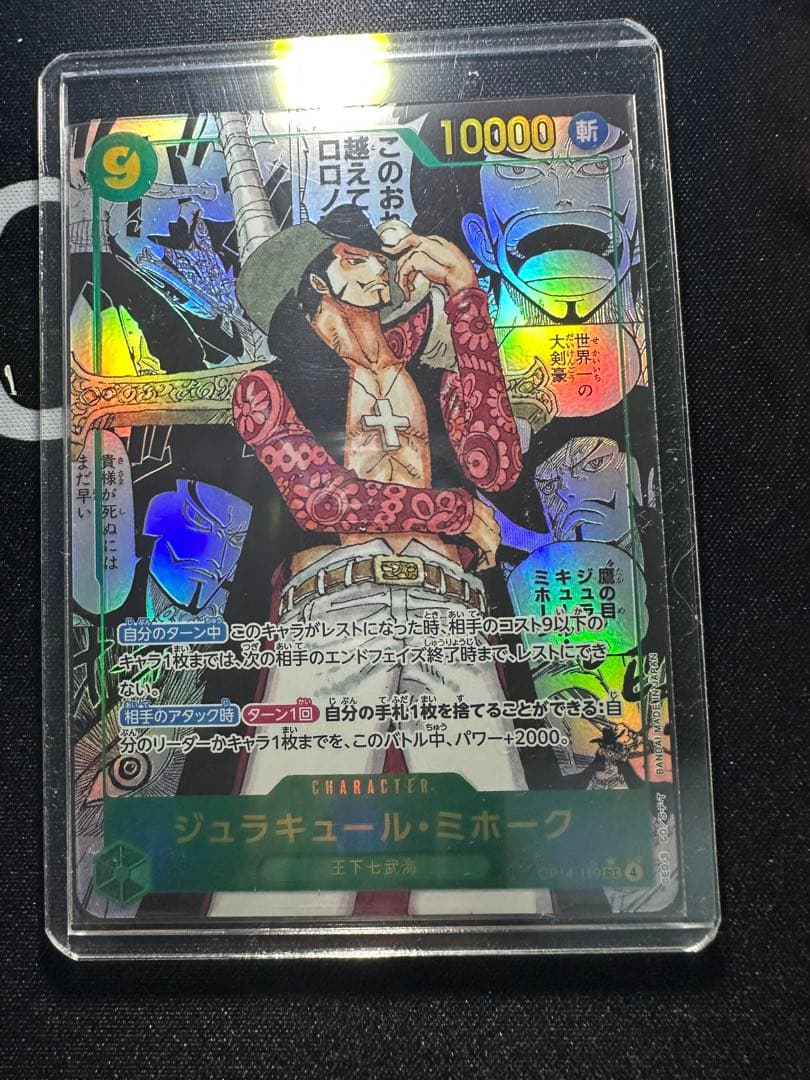 9
10000
斬
このおれを
越えて
ロロノア
世界一の
大剣豪
貴様が死ぬには
まだ早い
鷹の目
ジュラ
キュール
ミホーク
自分のターン中 このキャラがレストになった時、相手のコスト9以下の
キャラ1枚までは、次の相手のエンドフェイズ終了時まで、レストにでき
ない。
相手のアタック時 ターン1回 自分の手札1枚を捨てることができる:自
分のリーダーかキャラ1枚までを、このバトル中、パワー+2000。
CHARACTER
ジュラキュール・ミホーク
王下七武海
OP14-119 4
BANDAI MADE IN JAPAN